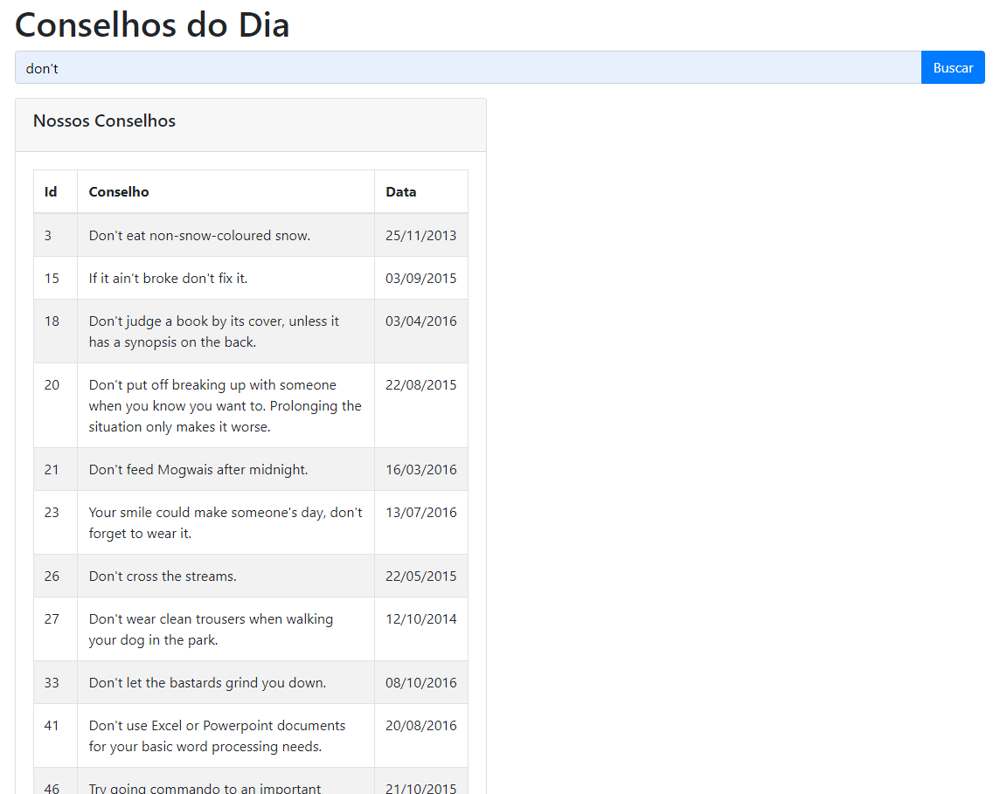 Conselhos do Dia
don't
Buscar
Nossos Conselhos
Id Conselho Data
3 Don't eat non-snow-coloured snow. 25/11/2013
15 If it ain't broke don't fix it. 03/09/2015
18 Don't judge a book by its cover, unless it 03/04/2016
has a synopsis on the back.
20 Don't put off breaking up with someone 22/08/2015
when you know you want to. Prolonging the
situation only makes it worse.
21 Don't feed Mogwais after midnight. 16/03/2016
23 Your smile could make someone's day, don't 13/07/2016
forget to wear it.
26 Don't cross the streams. 22/05/2015
27 Don't wear clean trousers when walking 12/10/2014
your dog in the park.
33 Don't let the bastards grind you down. 08/10/2016
41 Don't use Excel or Powerpoint documents 20/08/2016
for your basic word processing needs.
46 Try going commando to an important 21/10/2015